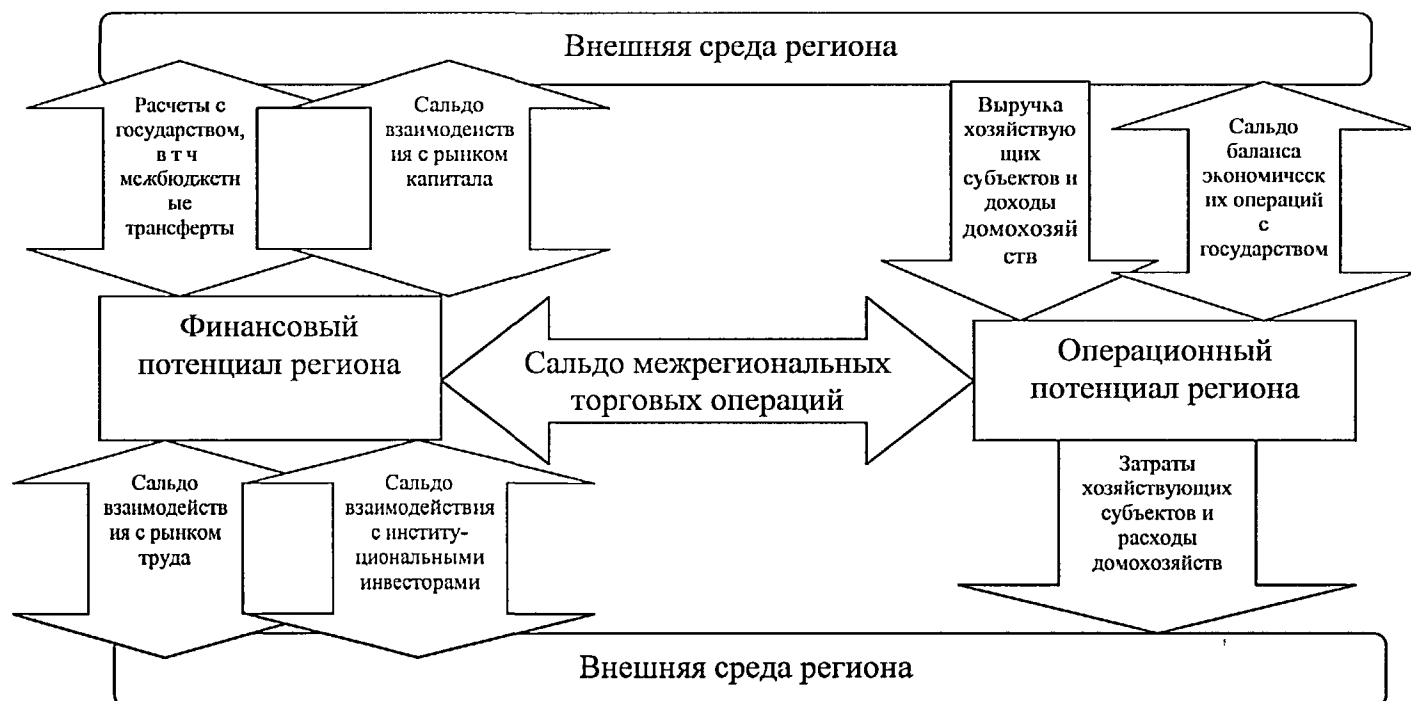 Внешняя среда региона
Расчеты с
государством,
в т ч
межбюджетн
ые
трансферты
Сальдо
взаимодейств
ия с рынком
капитала
Выручка
хозяйствую
щих
субъектов и
доходы
домохозяй
ств
Сальдо
баланса
экономическ
их операций
с
государством
Финансовый
потенциал региона
Сальдо межрегиональных
торговых операций
Операционный
потенциал региона
Сальдо
взаимодейств
ия с рынком
труда
Сальдо
взаимодействия
с институ-
циональными
инвесторами
Затраты
хозяйствующих
субъектов и
расходы
домохозяйств
Внешняя среда региона